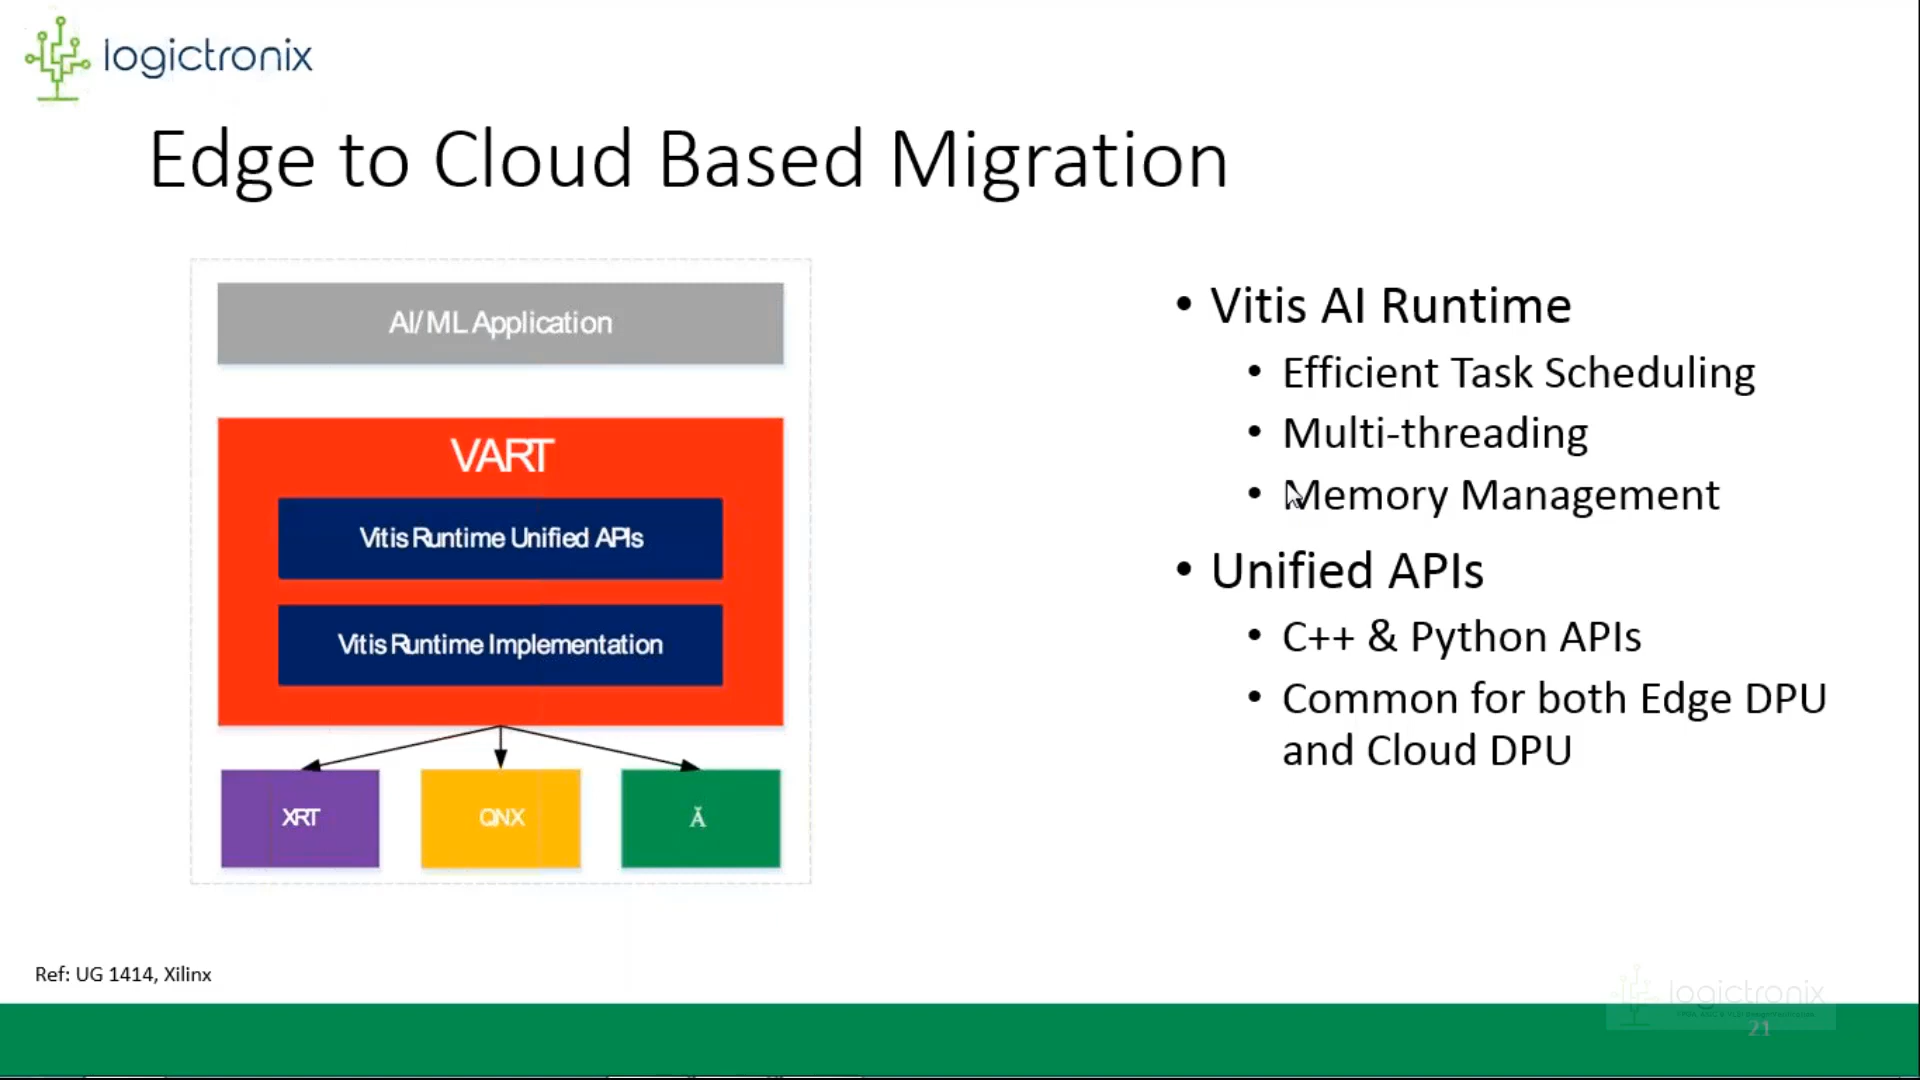 logictronix
Edge to Cloud Based Migration
AI/ML Application
VART
Vitis Runtime Unified APIs
Vitis Runtime Implementation
XRT
QNX
Ă
• Vitis AI Runtime
• Efficient Task Scheduling
• Multi-threading
• Memory Management
• Unified APIs
• C++ & Python APIs
• Common for both Edge DPU
and Cloud DPU
Ref: UG 1414, Xilinx
logictronix
21